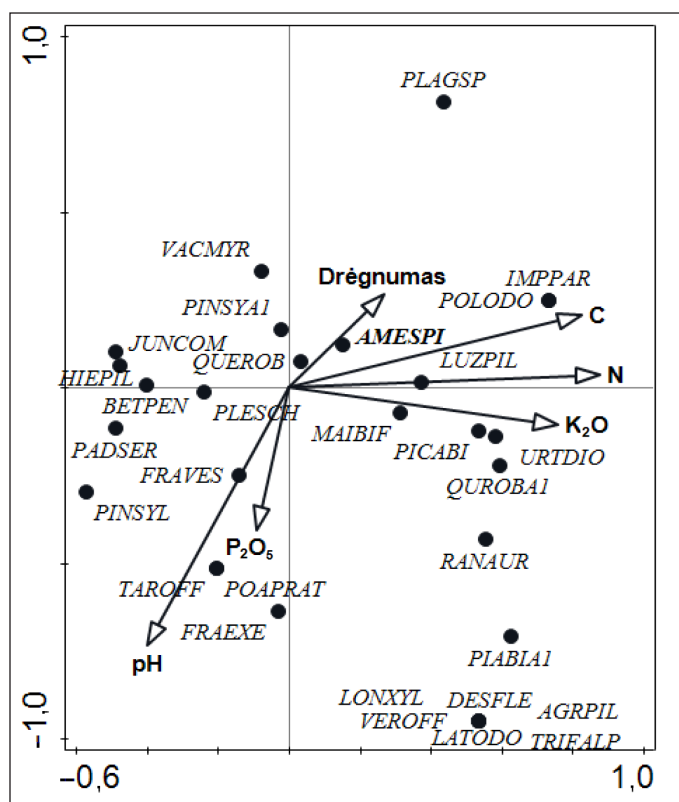 1,0
PLAGSP
VACMYR
Drėgnumas
IMPPAR
POLODO
C
PINSYA1
AMESPI
JUNCOM
QUEROB
LUZPIL
N
HIEPIL
BETPEN
PLESCH
MAIBIF
K₂O
PADSER
PICABI
URTDIO
FRAVES
QUROBA1
PINSYL
P₂O₅
RANAUR
TAROFF
POAPRAT
FRAEXE
pH
PIABIA1
LONXYL
DESFLE
AGRPIL
VEROFF
LATODO
TRIFALP
–1,0
–0,6
1,0